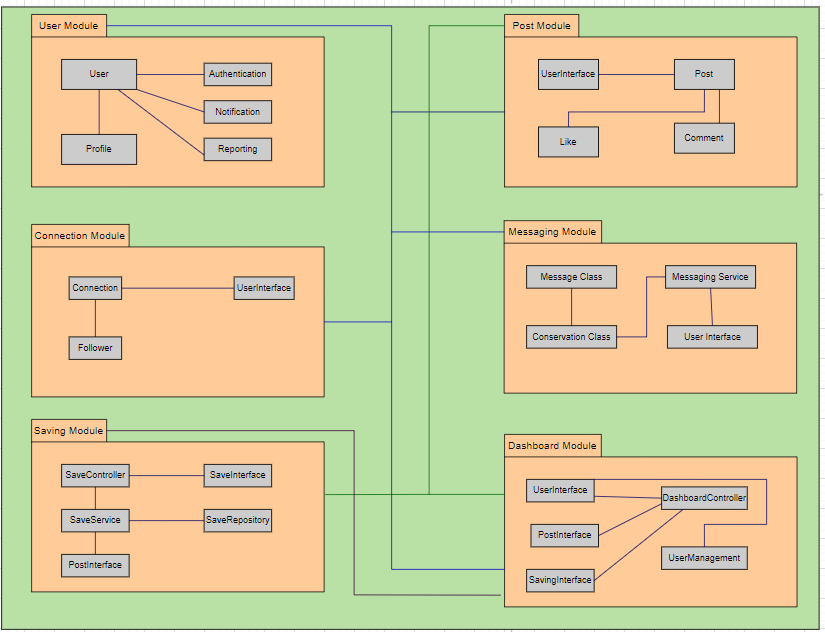 User Module
User
Authentication
Notification
Profile
Reporting
Post Module
UserInterface
Post
Like
Comment
Connection Module
Connection
UserInterface
Follower
Messaging Module
Message Class
Messaging Service
Conservation Class
User Interface
Saving Module
SaveController
SaveInterface
SaveService
SaveRepository
PostInterface
Dashboard Module
UserInterface
DashboardController
PostInterface
UserManagement
SavingInterface